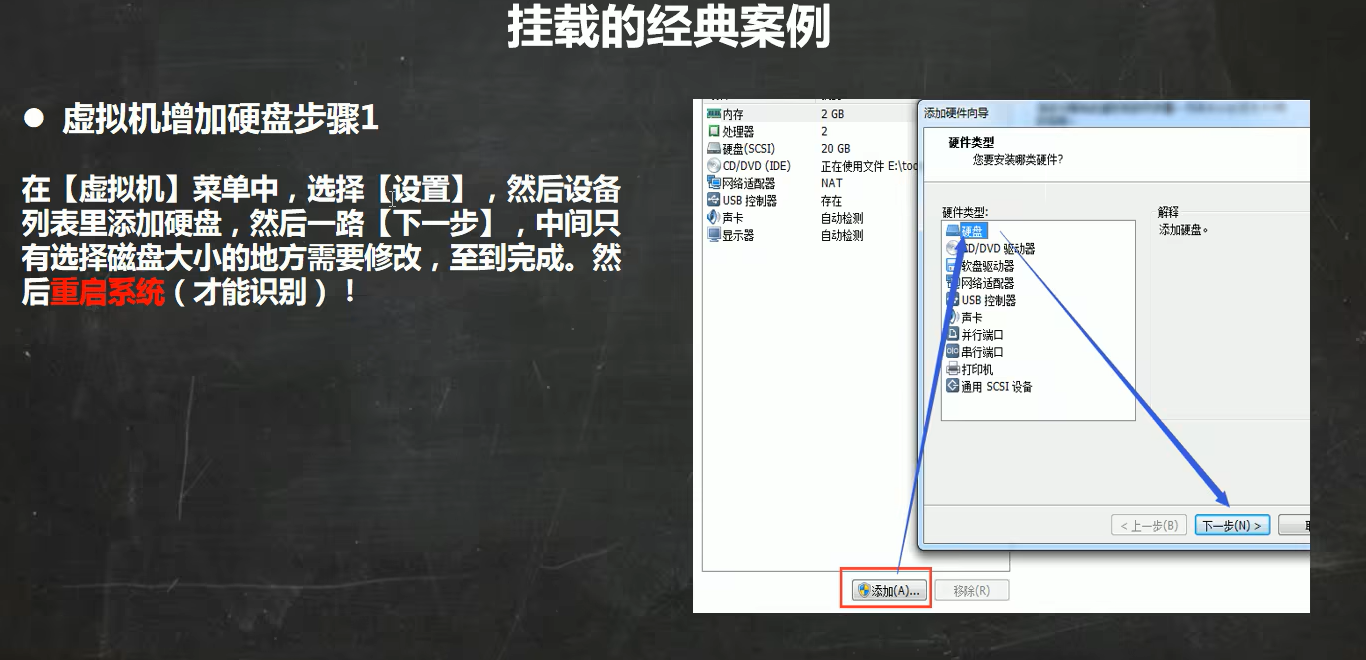 挂载的经典案例
● 虚拟机增加硬盘步骤1
在【虚拟机】菜单中，选择【设置】，然后设备
列表里添加硬盘，然后一路【下一步】，中间只
有选择磁盘大小的地方需要修改，至到完成。然
后重启系统（才能识别）！
内存 2 GB
处理器 2
硬盘(SCSI) 20 GB
CD/DVD (IDE) 正在使用文件 E:\too
网络适配器 NAT
USB 控制器 存在
声卡 自动检测
显示器 自动检测
添加(A)... 移除(R)
添加硬件向导
硬件类型
您要安装哪类硬件?
硬件类型:
硬盘
CD/DVD 驱动器
软盘驱动器
网络适配器
USB 控制器
声卡
并行端口
串行端口
打印机
通用 SCSI 设备
解释
添加硬盘。
< 上一步(B) 下一步(N) >